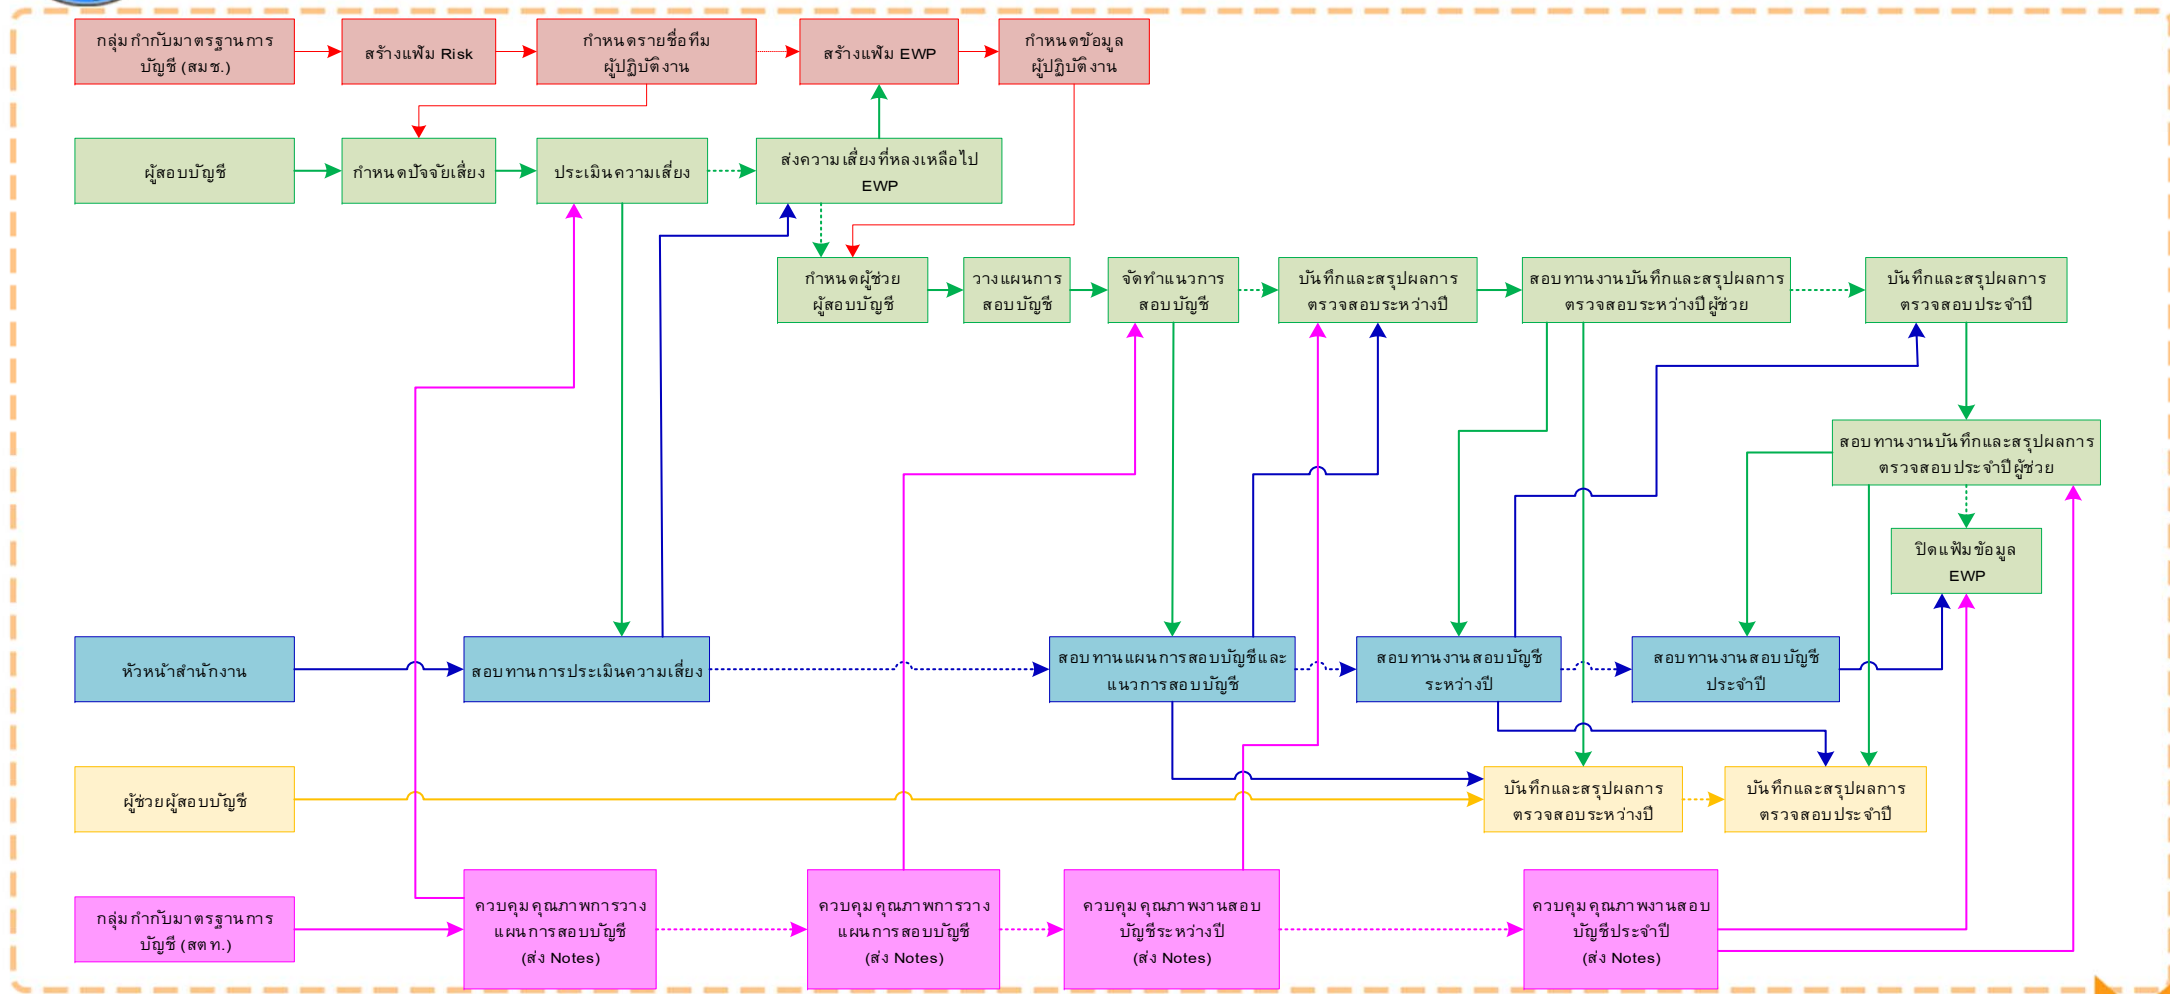 กลุ่มกำกับมาตรฐานการ
บัญชี (สมช.)
สร้างแฟ้ม Risk
กำหนดรายชื่อทีม
ผู้ปฏิบัติงาน
สร้างแฟ้ม EWP
กำหนดข้อมูล
ผู้ปฏิบัติงาน
ผู้สอบบัญชี
กำหนดปัจจัยเสี่ยง
ประเมินความเสี่ยง
ส่งความเสี่ยงที่หลงเหลือไป
EWP
กำหนดผู้ช่วย
ผู้สอบบัญชี
วางแผนการ
สอบบัญชี
จัดทำแนวการ
สอบบัญชี
บันทึกและสรุปผลการ
ตรวจสอบระหว่างปี
สอบทานงานบันทึกและสรุปผลการ
ตรวจสอบระหว่างปีผู้ช่วย
บันทึกและสรุปผลการ
ตรวจสอบประจำปี
สอบทานงานบันทึกและสรุปผลการ
ตรวจสอบประจำปีผู้ช่วย
ปิดแฟ้มข้อมูล
EWP
หัวหน้าสำนักงาน
สอบทานการประเมินความเสี่ยง
สอบทานแผนการสอบบัญชีและ
แนวการสอบบัญชี
สอบทานงานสอบบัญชี
ระหว่างปี
สอบทานงานสอบบัญชี
ประจำปี
ผู้ช่วยผู้สอบบัญชี
บันทึกและสรุปผลการ
ตรวจสอบระหว่างปี
บันทึกและสรุปผลการ
ตรวจสอบประจำปี
กลุ่มกำกับมาตรฐานการ
บัญชี (สตท.)
ควบคุมคุณภาพการวาง
แผนการสอบบัญชี
(ส่ง Notes)
ควบคุมคุณภาพการวาง
แผนการสอบบัญชี
(ส่ง Notes)
ควบคุมคุณภาพงานสอบ
บัญชีระหว่างปี
(ส่ง Notes)
ควบคุมคุณภาพงานสอบ
บัญชีประจำปี
(ส่ง Notes)